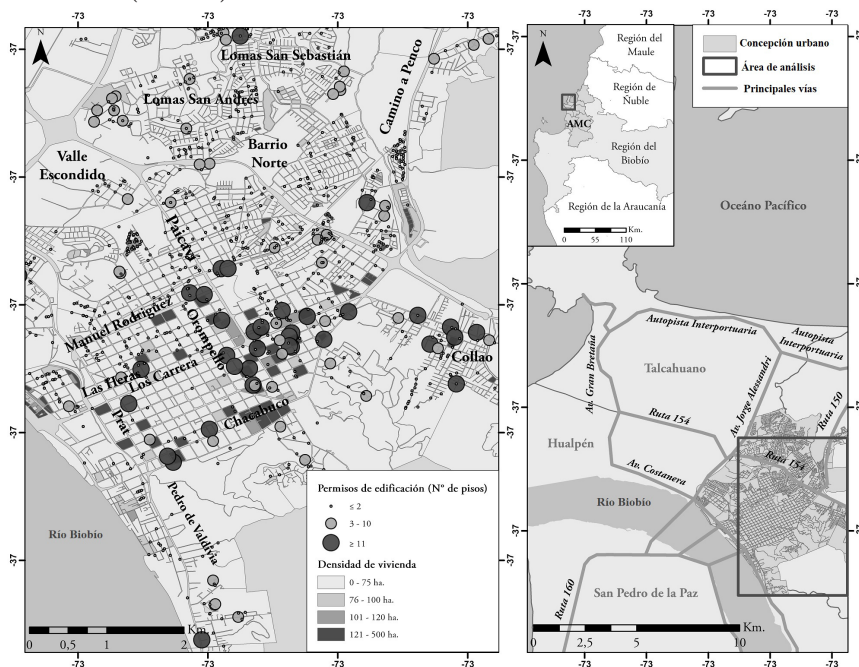 -73
-73
-73
-73
-37
-37
-37
-37
-37
-37
-37
-37
-37
-37
N
Lomas San Sebastián
Lomas San Andrés
Camino a Penco
Barrio
Norte
Valle
Escondido
Paicaví
Manuel Rodríguez
Orompello
Las Heras
Los Carrera
Collao
Prat
Chacabuco
Pedro de Valdivia
Río Biobío
Permisos de edificación (N° de pisos)
≤ 2
3 - 10
≥ 11
Densidad de vivienda
0 - 75 ha.
76 - 100 ha.
101 - 120 ha.
121 - 500 ha.
Km.
0 0,5 1 2
-73
-73
-73
-73
-73
-73
-73
N
Región del
Maule
Región de
Ñuble
AMC
Región del
Biobío
Región de la Araucanía
Km.
0 55 110
Concepción urbano
Área de análisis
Principales vías
Océano Pacífico
Autopista Interportuaria
Autopista
Interportuaria
Av. Gran Bretaña
Talcahuano
Av. Jorge Alessandri
Ruta 150
Ruta 154
Ruta 154
Hualpén
Av. Costanera
Río Biobío
San Pedro de la Paz
Ruta 160
Km.
0 2,5 5 10
-73
-73
-73